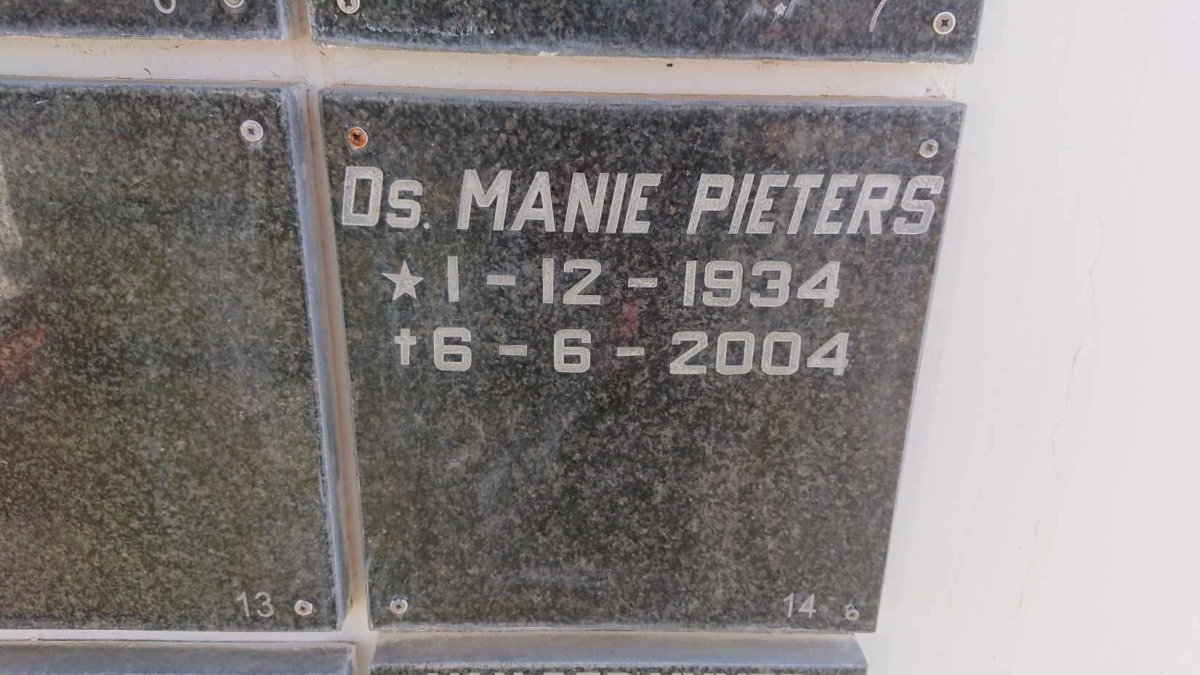 Ds. MANIE PIETERS
★ 1 - 12 - 1934
† 6 - 6 - 2004
13
14